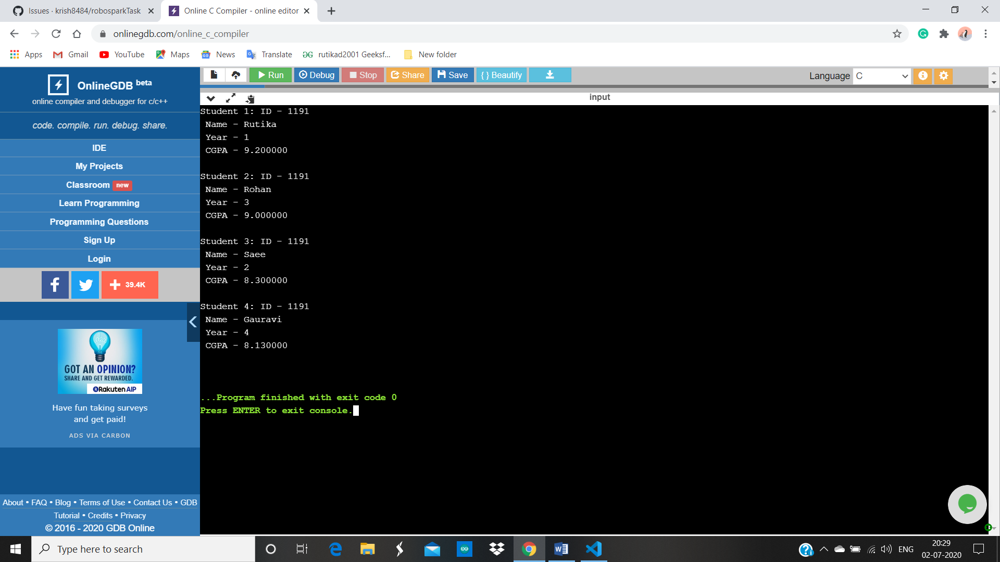 Issues · krish8484/robosparkTask
Online C Compiler - online editor
onlinegdb.com/online_c_compiler
Apps Gmail YouTube Maps News Translate rutikad2001 Geeksf... New folder
OnlineGDB beta
online compiler and debugger for c/c++
code. compile. run. debug. share.
IDE
My Projects
Classroom new
Learn Programming
Programming Questions
Sign Up
Login
39.4K
GOT AN OPINION?
SHARE AND GET REWARDED.
Rakuten AIP
Have fun taking surveys
and get paid!
ADS VIA CARBON
About • FAQ • Blog • Terms of Use • Contact Us • GDB
Tutorial • Credits • Privacy
© 2016 - 2020 GDB Online
Run Debug Stop Share Save { } Beautify
Language C
input
Student 1: ID - 1191
Name - Rutika
Year - 1
CGPA - 9.200000
Student 2: ID - 1191
Name - Rohan
Year - 3
CGPA - 9.000000
Student 3: ID - 1191
Name - Saee
Year - 2
CGPA - 8.300000
Student 4: ID - 1191
Name - Gauravi
Year - 4
CGPA - 8.130000
...Program finished with exit code 0
Press ENTER to exit console.
Type here to search
ENG
20:29
02-07-2020